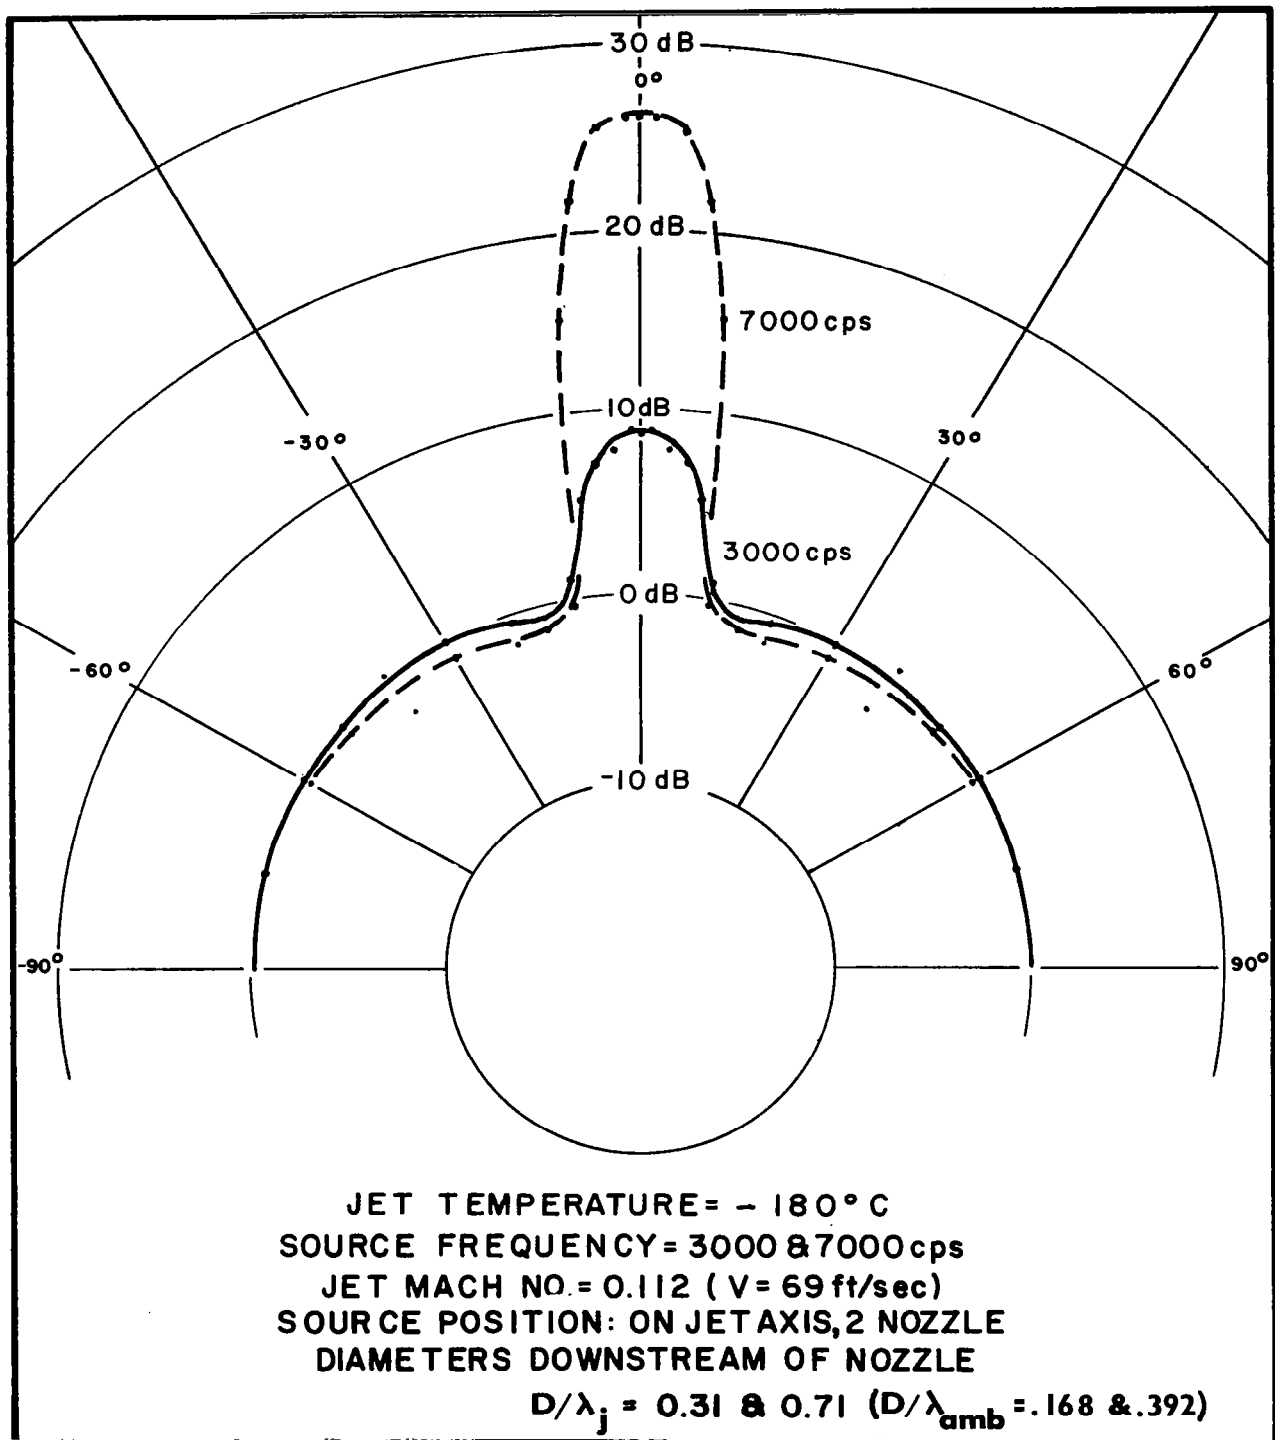 30 dB
0°
20 dB
7000 cps
10 dB
-30°
30°
3000 cps
0 dB
-60°
60°
-10 dB
-90°
90°
JET TEMPERATURE = - 180° C
SOURCE FREQUENCY = 3000 & 7000 cps
JET MACH NO. = 0.112 ( V = 69 ft/sec)
SOURCE POSITION: ON JET AXIS, 2 NOZZLE
DIAMETERS DOWNSTREAM OF NOZZLE
D/λj = 0.31 & 0.71 (D/λamb = .168 & .392)